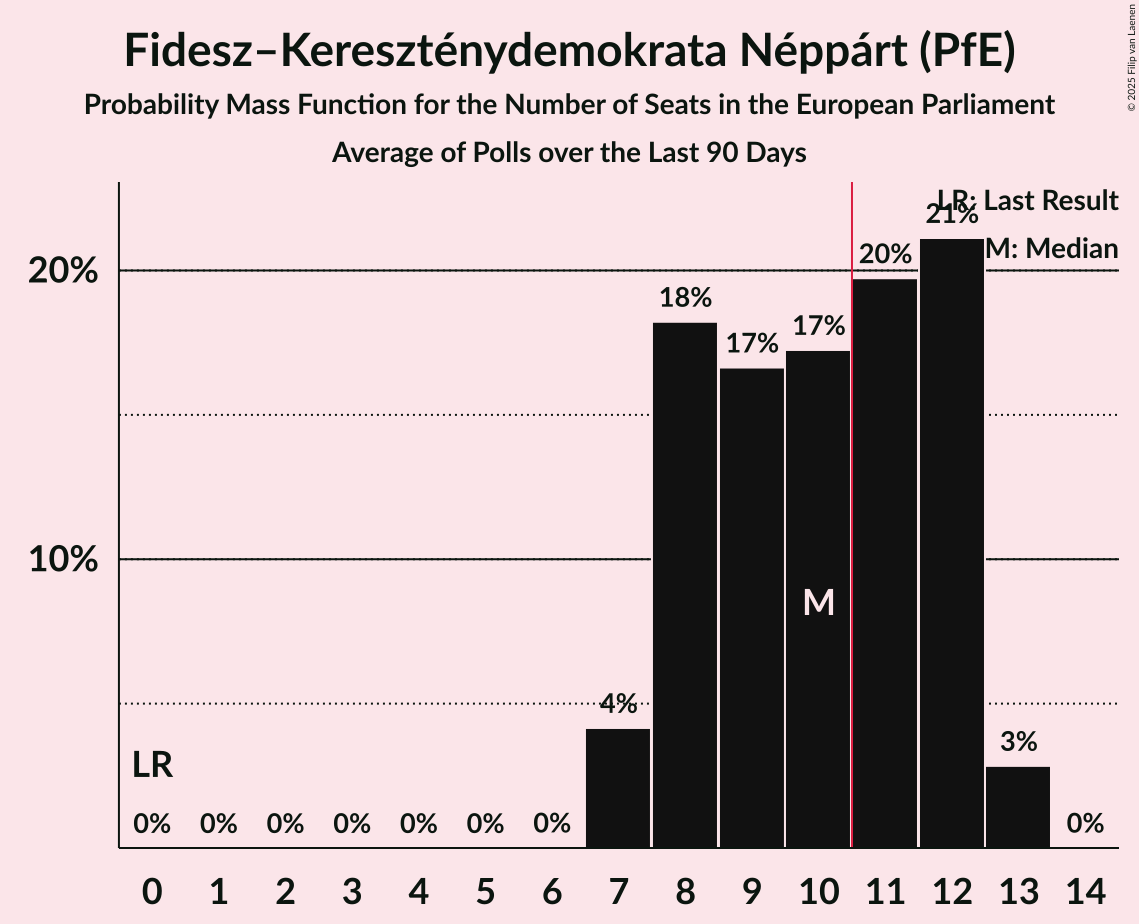 Fidesz–Kereszténydemokrata Néppárt (PfE)
Probability Mass Function for the Number of Seats in the European Parliament
Average of Polls over the Last 90 Days
© 2025 Filip van Laenen
LR: Last Result
M: Median
20%
10%
0% 0% 0% 0% 0% 0% 0% 4% 18% 17% 17% 20% 21% 3% 0%
LR
M
0 1 2 3 4 5 6 7 8 9 10 11 12 13 14